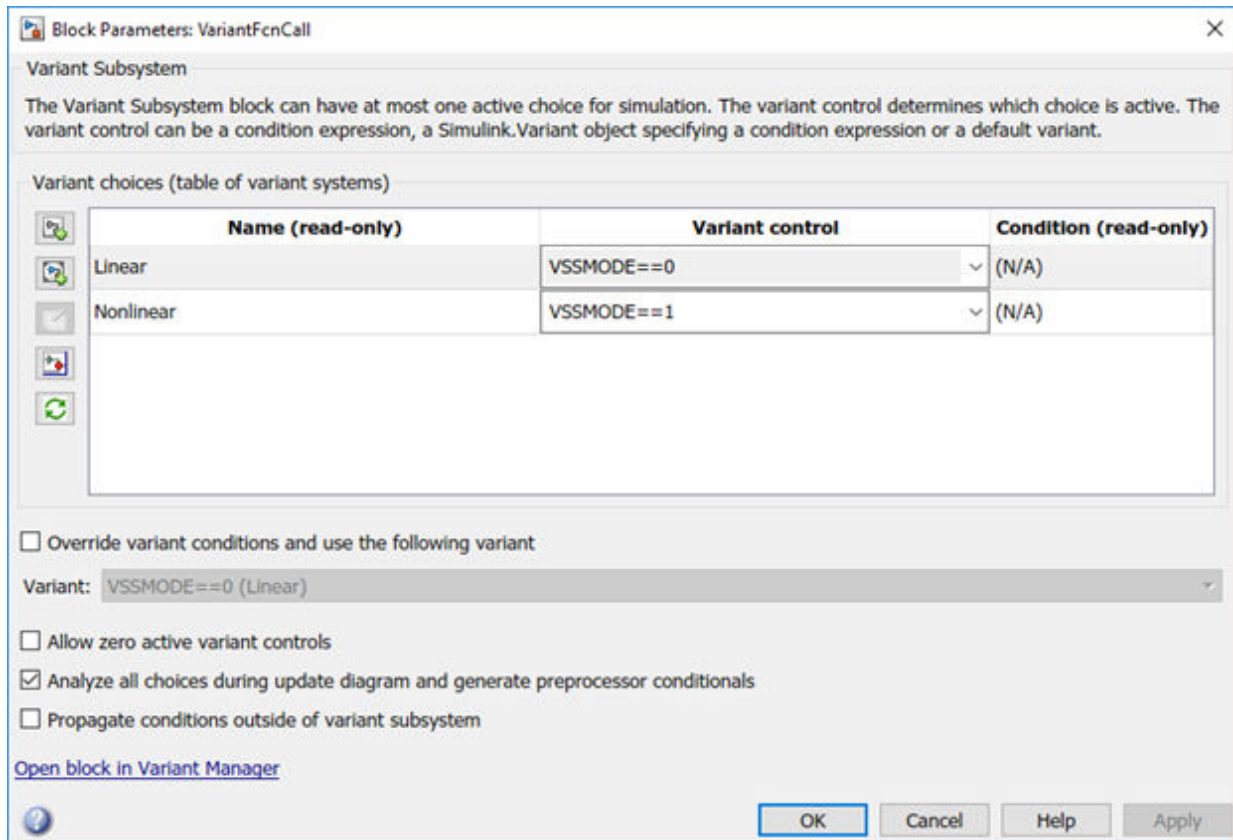 Block Parameters: VariantFcnCall
Variant Subsystem
The Variant Subsystem block can have at most one active choice for simulation. The variant control determines which choice is active. The
variant control can be a condition expression, a Simulink.Variant object specifying a condition expression or a default variant.
Variant choices (table of variant systems)
Name (read-only) Variant control Condition (read-only)
Linear VSSMODE==0 (N/A)
Nonlinear VSSMODE==1 (N/A)
Override variant conditions and use the following variant
Variant: VSSMODE==0 (Linear)
Allow zero active variant controls
Analyze all choices during update diagram and generate preprocessor conditionals
Propagate conditions outside of variant subsystem
Open block in Variant Manager
OK Cancel Help Apply